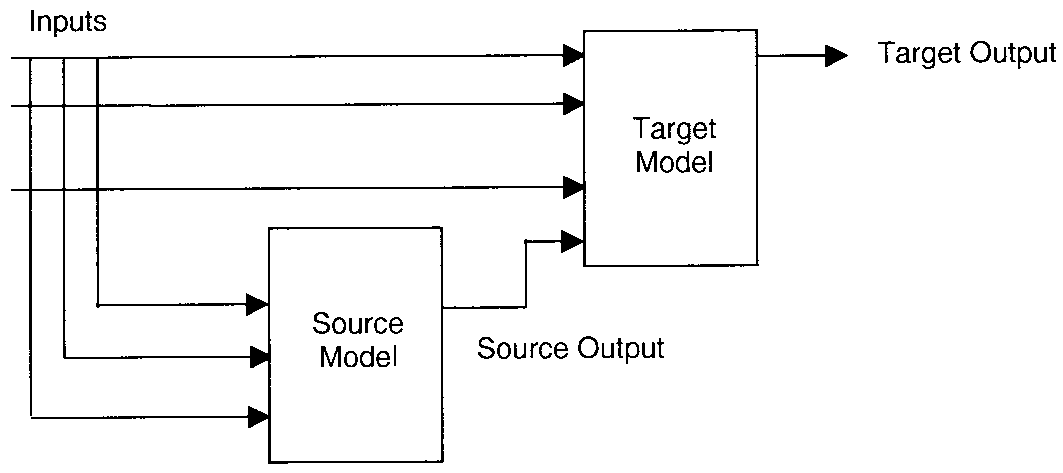 Inputs
Target Output
Target
Model
Source
Model
Source Output